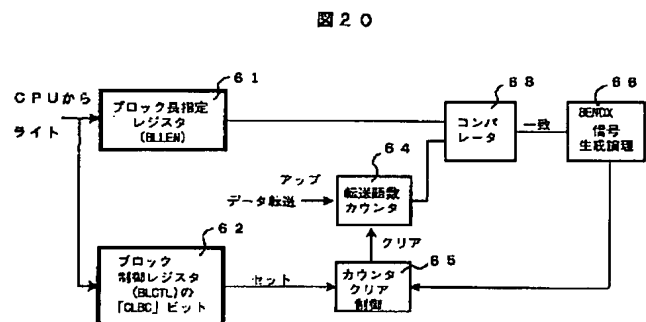 図20
CPUから
ライト
61
ブロック長指定
レジスタ
(BLLEN)
68
コンパ
レータ
一致
66
BENDX
信号
生成論理
アップ
データ転送
64
転送語数
カウンタ
クリア
62
ブロック
制御レジスタ
(BLCTL)の
「CLBC」ビット
セット
65
カウンタ
クリア
制御